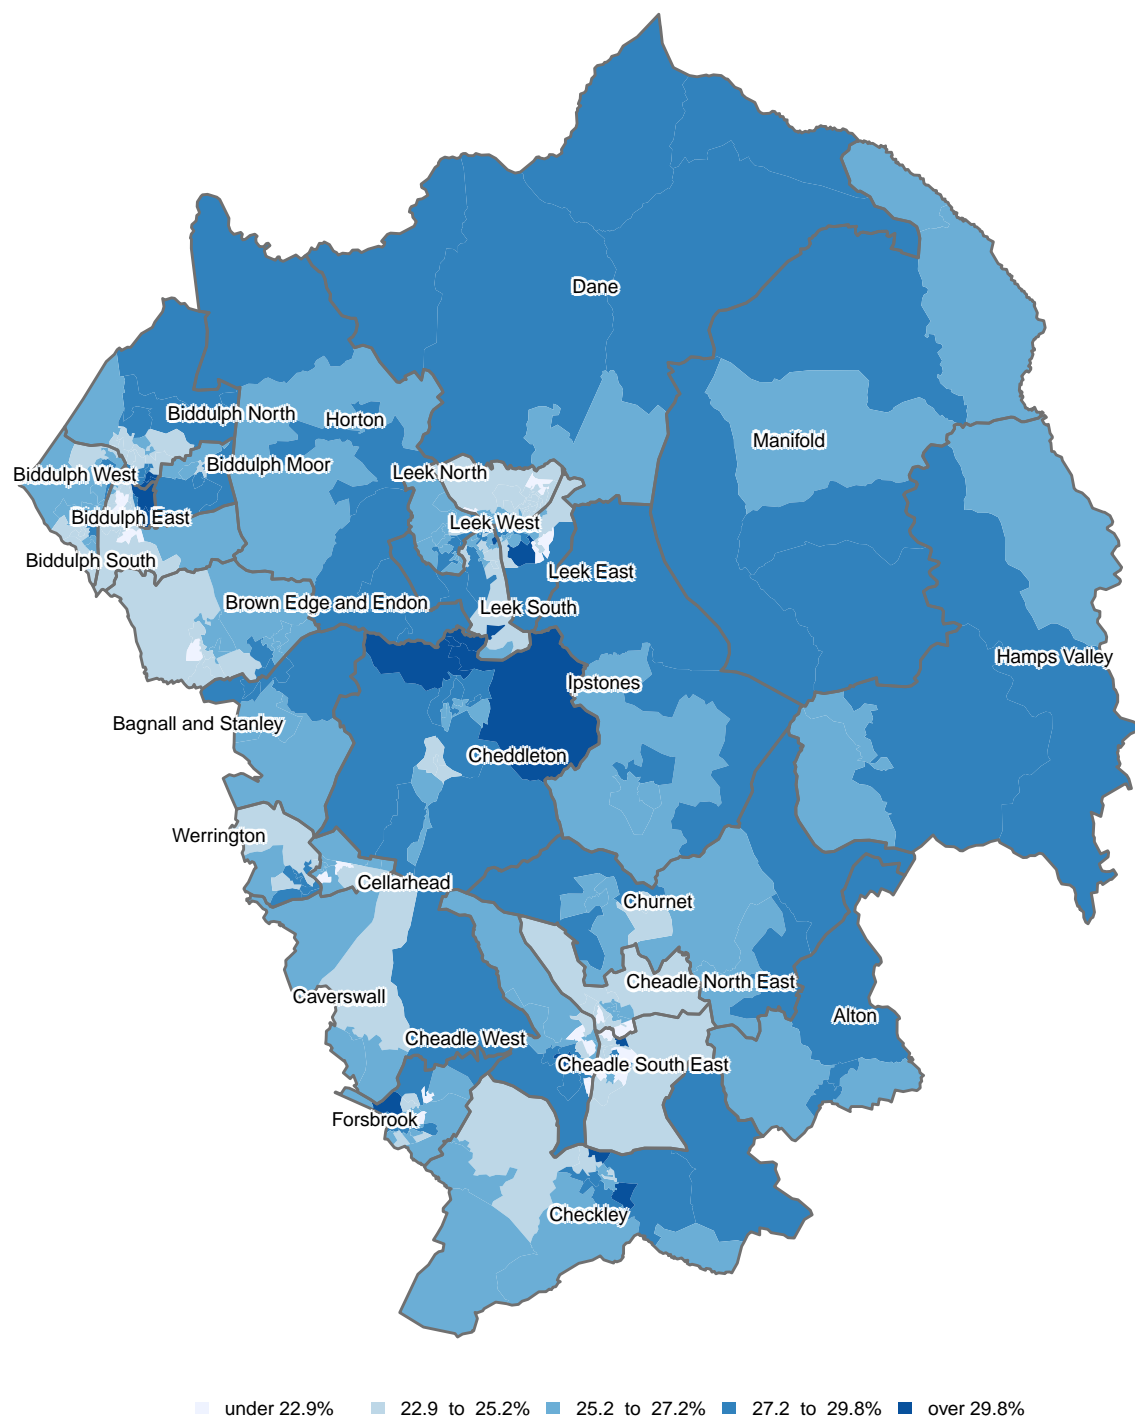 Dane
Biddulph North
Horton
Manifold
Biddulph Moor
Leek North
Biddulph West
Biddulph East
Leek West
Biddulph South
Leek East
Brown Edge and Endon
Leek South
Hamps Valley
Ipstones
Bagnall and Stanley
Cheddleton
Werrington
Cellarhead
Churnet
Cheadle North East
Caverswall
Alton
Cheadle West
Cheadle South East
Forsbrook
Checkley
under 22.9% 22.9 to 25.2% 25.2 to 27.2% 27.2 to 29.8% over 29.8%